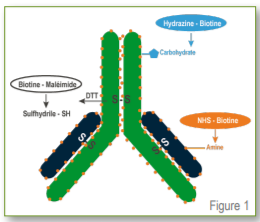 Hydrazine - Biotine
Carbohydrate
Biotine - Maléimide
DTT
S S
Sulfhydrile - SH
NHS - Biotine
S
S
S
S
Amine
Figure 1